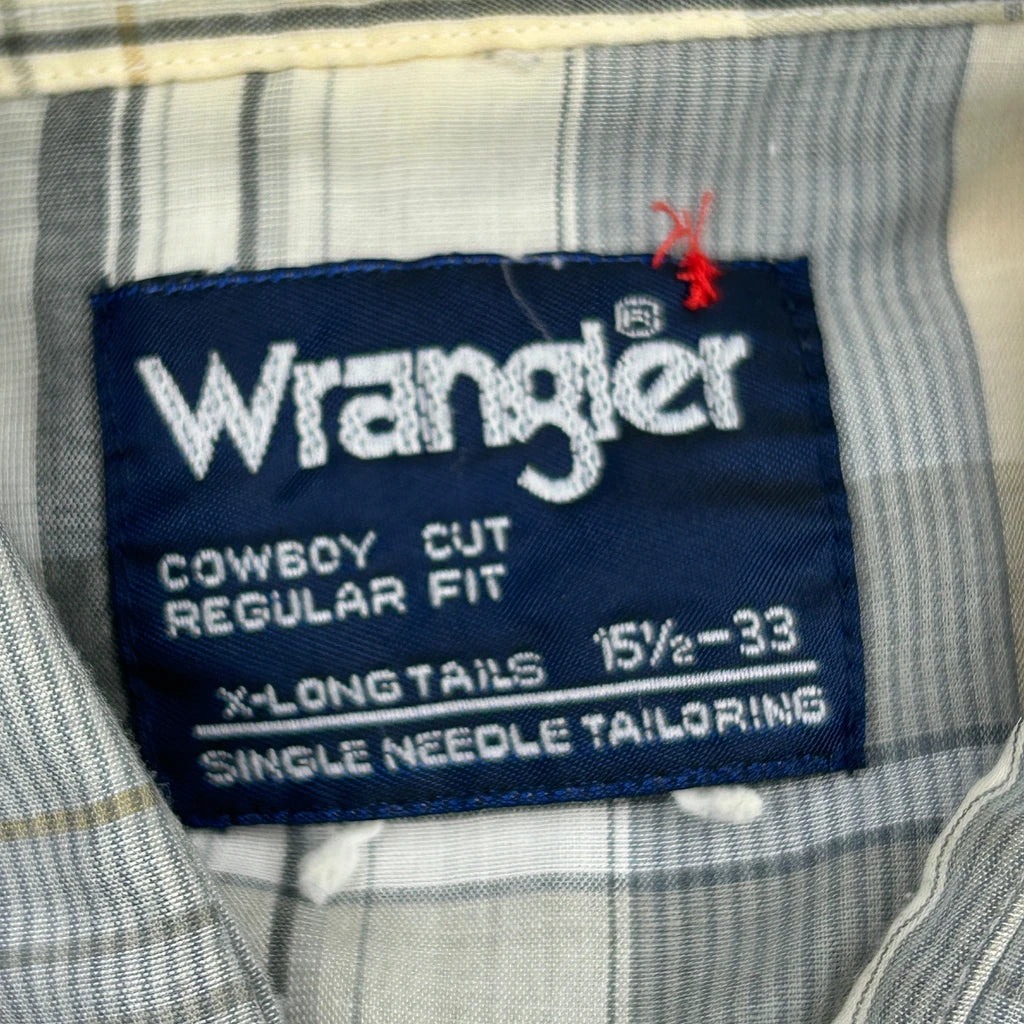 Wrangler®
COWBOY CUT
REGULAR FIT
X-LONG TAILS 15½-33
SINGLE NEEDLE TAILORING